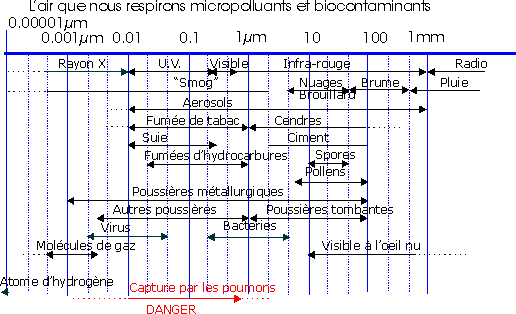 L'air que nous respirons micropolluants et biocontaminants
0.00001µm
0.001µm 0.01 0.1 1µm 10 100 1mm
Rayon X U.V. Visible Infra-rouge Radio
"Smog" Nuages Brume Pluie
Brouillard
Aerosols
Fumée de tabac Cendres
Suie Ciment
Fumées d'hydrocarbures Spores
Pollens
Poussières métallurgiques
Autres poussières Poussières tombantes
Virus Bactéries
Molécules de gaz Visible à l'oeil nu
Atome d'hydrogène Capture par les poumons
DANGER